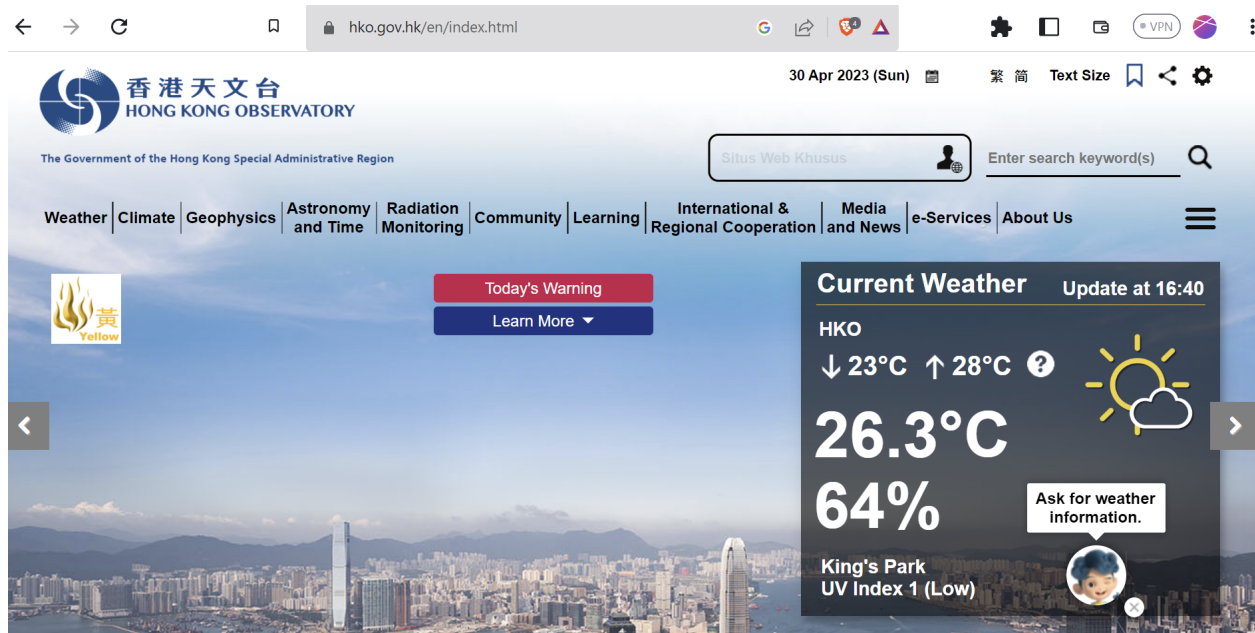 hko.gov.hk/en/index.html
4
VPN
香港天文台
HONG KONG OBSERVATORY
The Government of the Hong Kong Special Administrative Region
30 Apr 2023 (Sun)
繁 简 Text Size
Situs Web Khusus
Enter search keyword(s)
Weather
Climate
Geophysics
Astronomy
and Time
Radiation
Monitoring
Community
Learning
International &
Regional Cooperation
Media
and News
e-Services
About Us
黃
Yellow
Today's Warning
Learn More
Current Weather
Update at 16:40
HKO
↓ 23°C ↑ 28°C ?
26.3°C
64%
King's Park
UV Index 1 (Low)
Ask for weather
information.